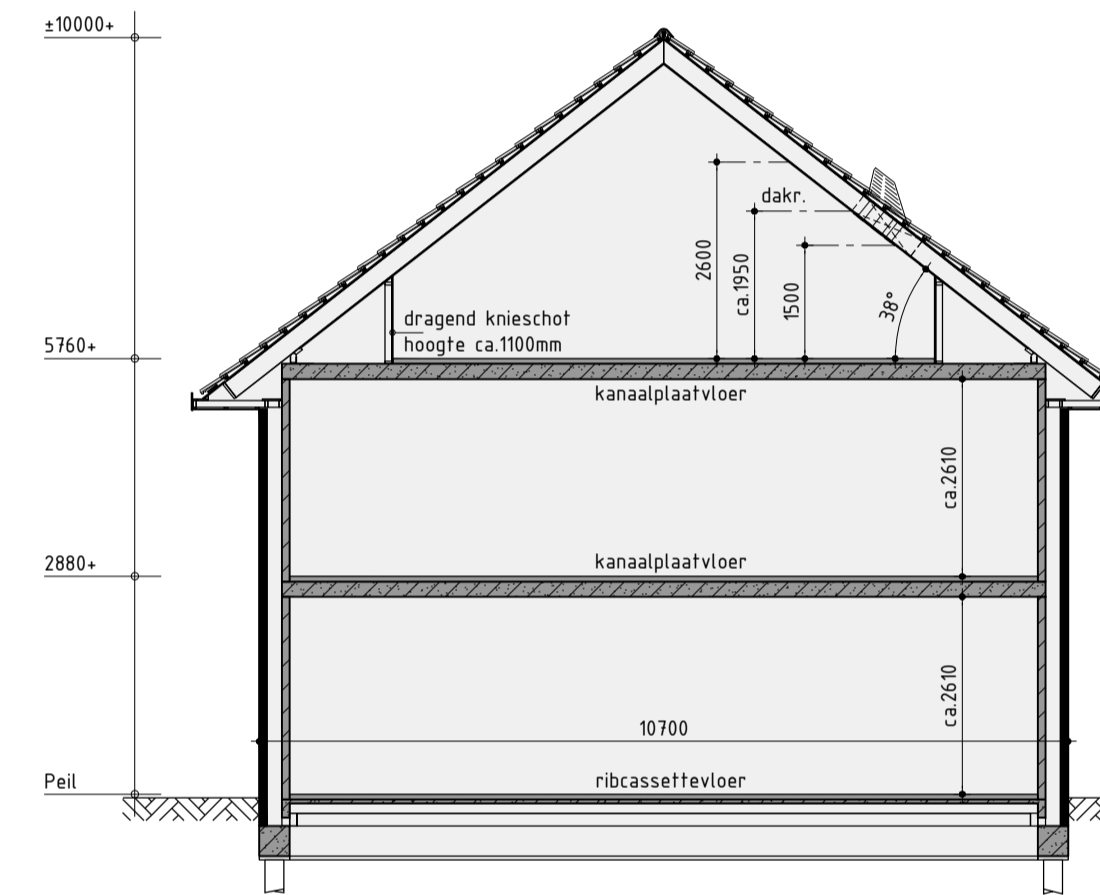 ±10000+
dakr.
2600
ca.1950
1500
38°
dragend knieschot
hoogte ca.1100mm
5760+
kanaalplaatvloer
ca.2610
2880+
kanaalplaatvloer
ca.2610
10700
Peil
ribcassettevloer